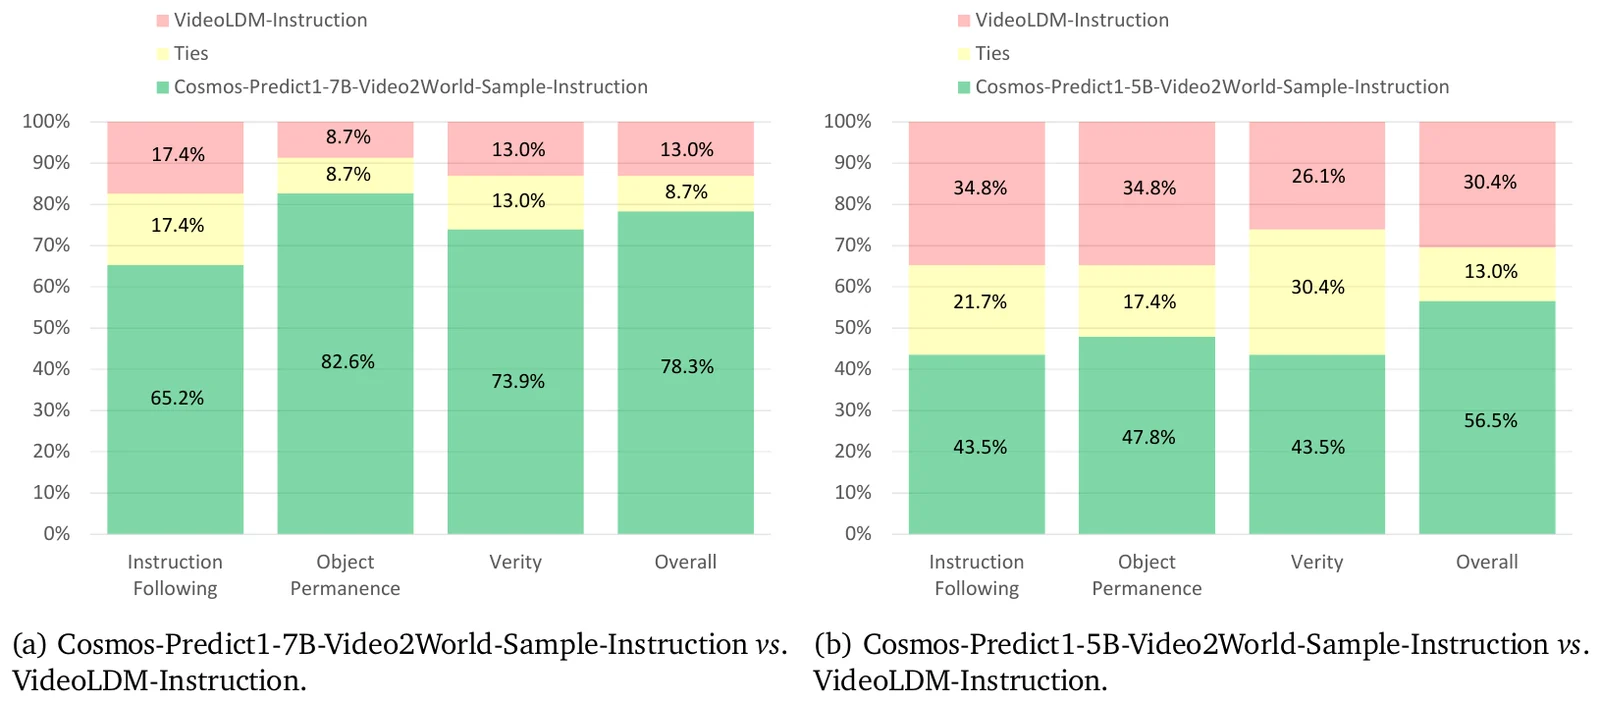 VideoLDM-Instruction
Ties
Cosmos-Predict1-7B-Video2World-Sample-Instruction
100%
90%
80%
70%
60%
50%
40%
30%
20%
10%
0%
17.4%
17.4%
65.2%
8.7%
8.7%
82.6%
13.0%
13.0%
73.9%
13.0%
8.7%
78.3%
Instruction
Following
Object
Permanence
Verity
Overall
(a) Cosmos-Predict1-7B-Video2World-Sample-Instruction vs.
VideoLDM-Instruction.
VideoLDM-Instruction
Ties
Cosmos-Predict1-5B-Video2World-Sample-Instruction
100%
90%
80%
70%
60%
50%
40%
30%
20%
10%
0%
34.8%
21.7%
43.5%
34.8%
17.4%
47.8%
26.1%
30.4%
43.5%
30.4%
13.0%
56.5%
Instruction
Following
Object
Permanence
Verity
Overall
(b) Cosmos-Predict1-5B-Video2World-Sample-Instruction vs.
VideoLDM-Instruction.